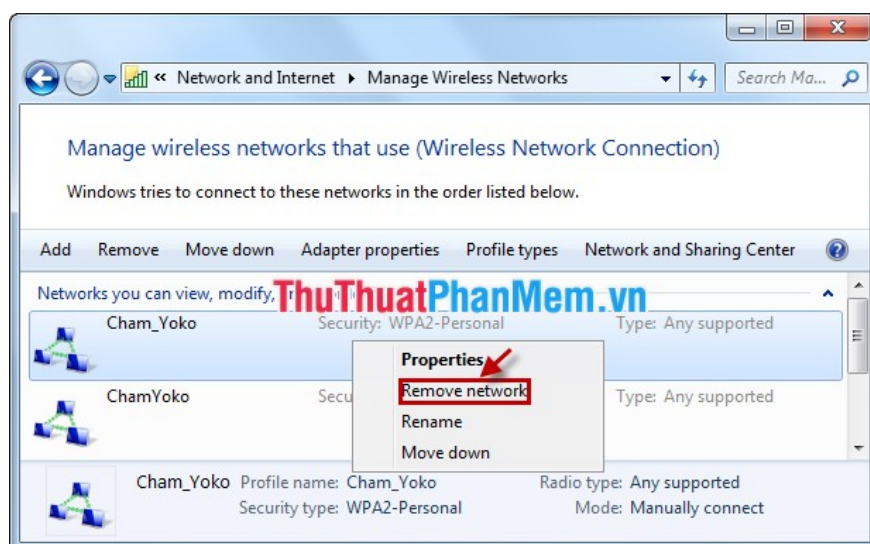 « Network and Internet ▸ Manage Wireless Networks
Search Ma...
Manage wireless networks that use (Wireless Network Connection)
Windows tries to connect to these networks in the order listed below.
Add Remove Move down Adapter properties Profile types Network and Sharing Center
Networks you can view, modify,
ThuThuatPhanMem.vn
Cham_Yoko Security: WPA2-Personal Type: Any supported
Properties
Remove network
Rename
Move down
ChamYoko Secu Type: Any supported
Cham_Yoko Profile name: Cham_Yoko Radio type: Any supported
Security type: WPA2-Personal Mode: Manually connect